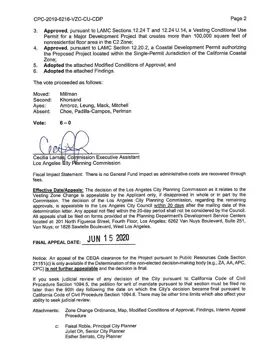 CPC-2019-6216-VZC-CU-CDP Page 2
3. Approved, pursuant to LAMC Sections 12.24 T and 12.24 U.14, a Vesting Conditional Use
Permit for a Major Development Project that creates more than 100,000 square feet of
nonresidential floor area in the C2 Zone;
4. Approved, pursuant to LAMC Section 12.20.2, a Coastal Development Permit authorizing
the Proposed Project located within the Single-Permit Jurisdiction of the California Coastal
Zone;
5. Adopted the attached Modified Conditions of Approval; and
6. Adopted the attached Findings.
The vote proceeded as follows:
Moved: Millman
Second: Khorsand
Ayes: Ambroz, Leung, Mack, Mitchell
Absent: Choe, Padilla-Campos, Perlman
Vote: 6 – 0
Cecilia Lamas, Commission Executive Assistant
Los Angeles City Planning Commission
Fiscal Impact Statement: There is no General Fund impact as administrative costs are recovered through
fees.
Effective Date/Appeals: The decision of the Los Angeles City Planning Commission as it relates to the
Vesting Zone Change is appealable by the Applicant only, if disapproved in whole or in part by the
Commission. The decision of the Los Angeles City Planning Commission, regarding the remaining
approvals, is appealable to the Los Angeles City Council within 20 days after the mailing date of this
determination letter. Any appeal not filed within the 20-day period shall not be considered by the Council.
All appeals shall be filed on forms provided at the Planning Department's Development Service Centers
located at: 201 North Figueroa Street, Fourth Floor, Los Angeles; 6262 Van Nuys Boulevard, Suite 251,
Van Nuys; or 1828 Sawtelle Boulevard, West Los Angeles.
FINAL APPEAL DATE: JUN 15 2020
Notice: An appeal of the CEQA clearance for the Project pursuant to Public Resources Code Section
21151(c) is only available if the Determination of the non-elected decision-making body (e.g., ZA, AA, APC,
CPC) is not further appealable and the decision is final.
If you seek judicial review of any decision of the City pursuant to California Code of Civil
Procedure Section 1094.5, the petition for writ of mandate pursuant to that section must be filed no
later than the 90th day following the date on which the City's decision became final pursuant to
California Code of Civil Procedure Section 1094.6. There may be other time limits which also affect your
ability to seek judicial review.
Attachments: Zone Change Ordinance, Map, Modified Conditions of Approval, Findings, Interim Appeal
Procedure
c: Faisal Roble, Principal City Planner
Juliet Oh, Senior City Planner
Esther Serrato, City Planner